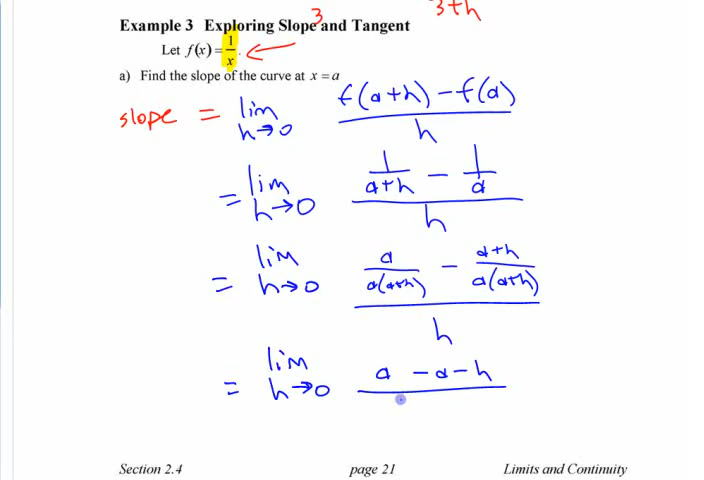 3+h
Example 3 Exploring Slope and Tangent
3
Let f(x) = 1/x.
a) Find the slope of the curve at x = a
slope = lim h→0 (f(a+h) - f(a))/h
= lim h→0 (1/(a+h) - 1/a)/h
= lim h→0 (a/(a(a+h)) - (a+h)/(a(a+h)))/h
= lim h→0 a - a - h
Section 2.4 page 21 Limits and Continuity